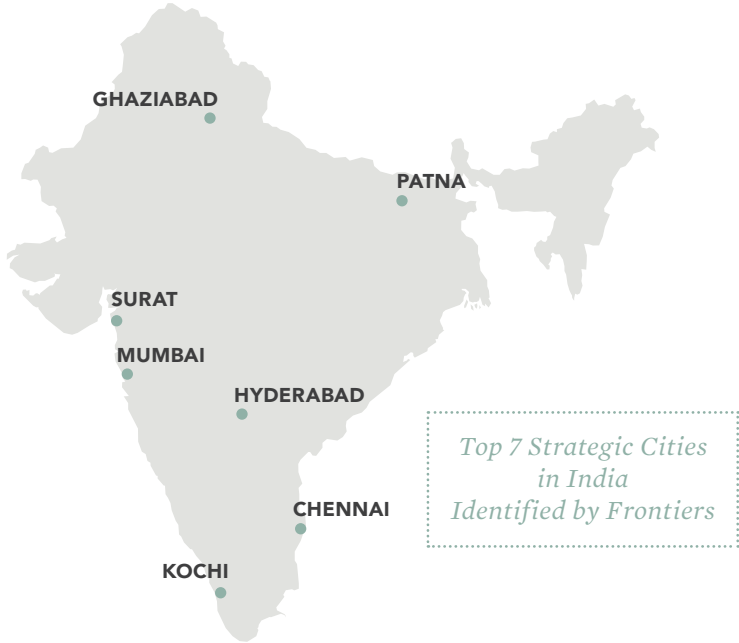 GHAZIABAD
PATNA
SURAT
MUMBAI
HYDERABAD
Top 7 Strategic Cities
in India
Identified by Frontiers
CHENNAI
KOCHI